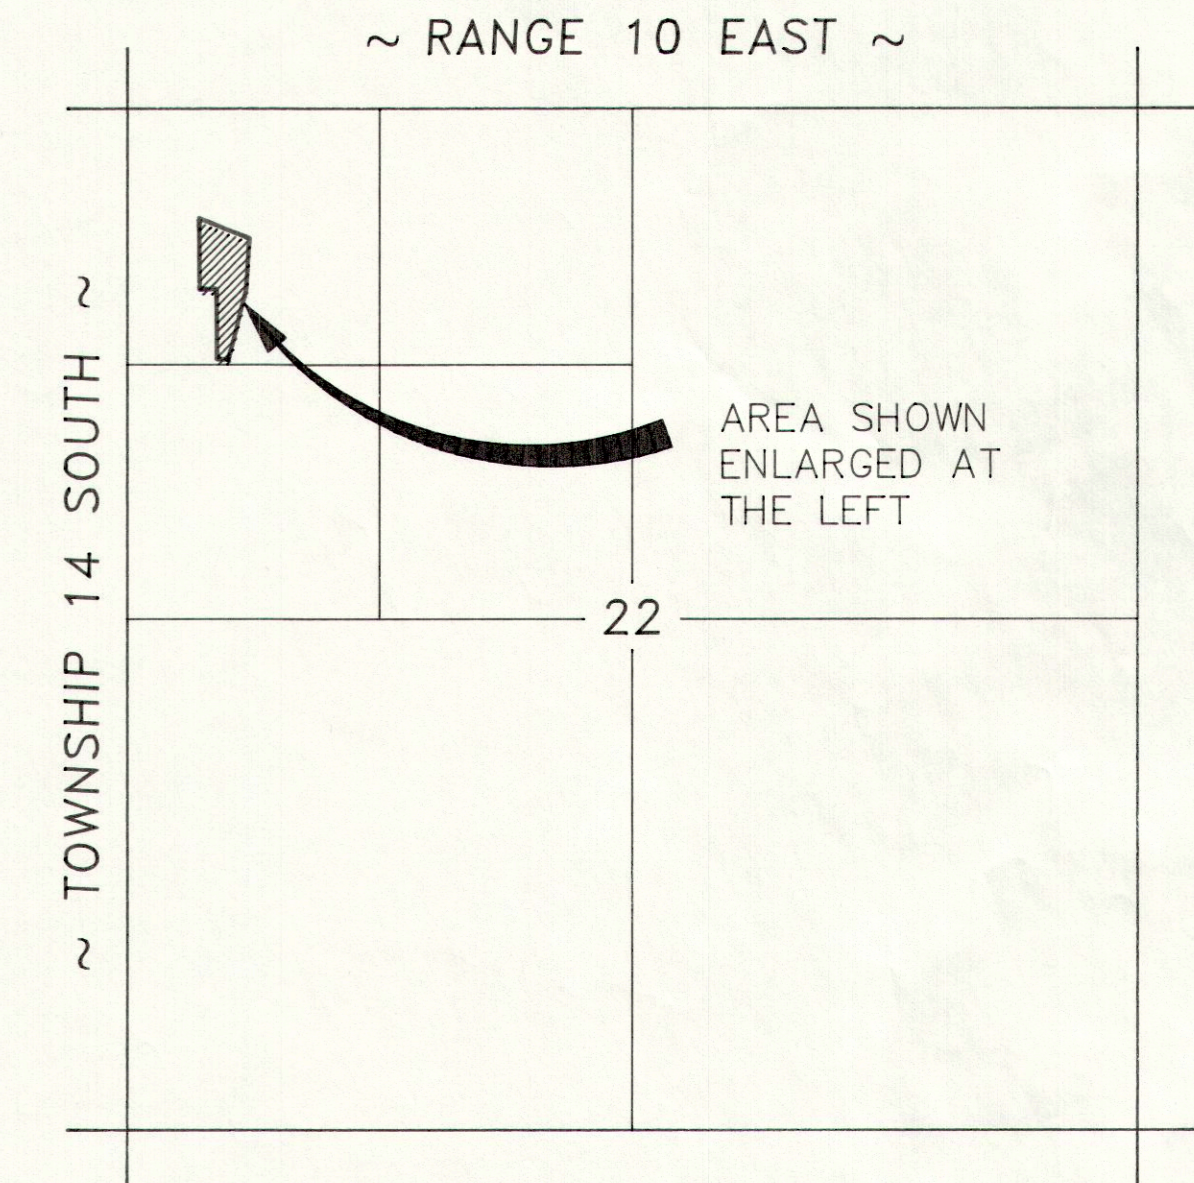 ~ RANGE 10 EAST ~
~ TOWNSHIP 14 SOUTH ~
AREA SHOWN
ENLARGED AT
THE LEFT
22